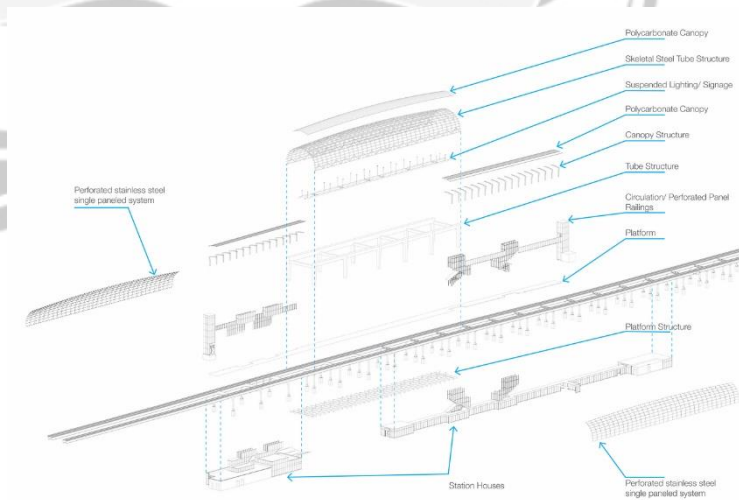 Polycarbonate Canopy
Skeletal Steel Tube Structure
Suspended Lighting/ Signage
Polycarbonate Canopy
Canopy Structure
Tube Structure
Circulation/ Perforated Panel
Railings
Platform
Perforated stainless steel
single paneled system
Platform Structure
Station Houses
Perforated stainless steel
single paneled system